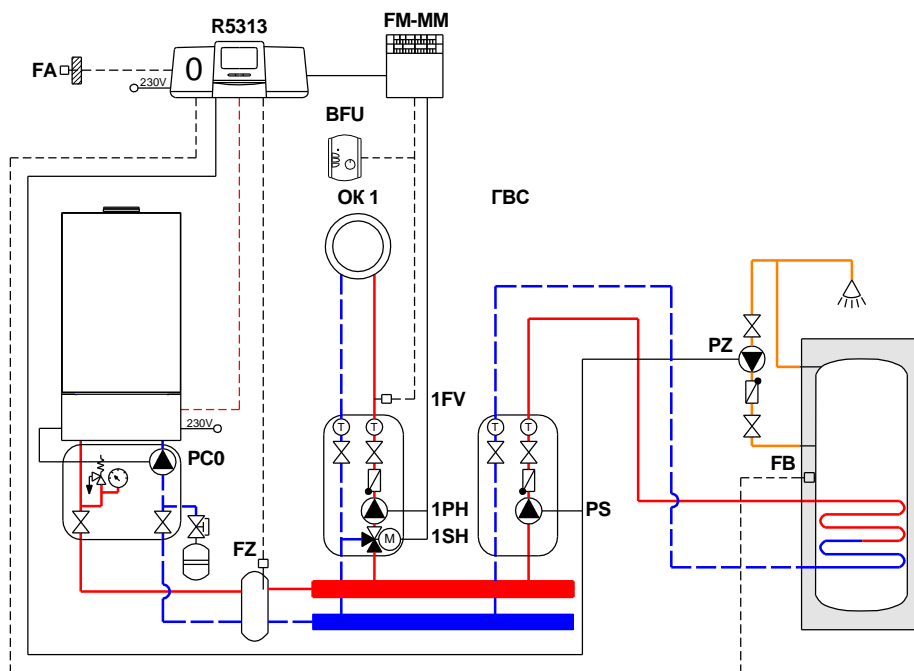 R5313
FM-MM
FA
0
230V
BFU
ОК 1
ГВС
PZ
1FV
T
T
T
T
230V
PC0
FB
1PH
PS
1SH
M
FZ